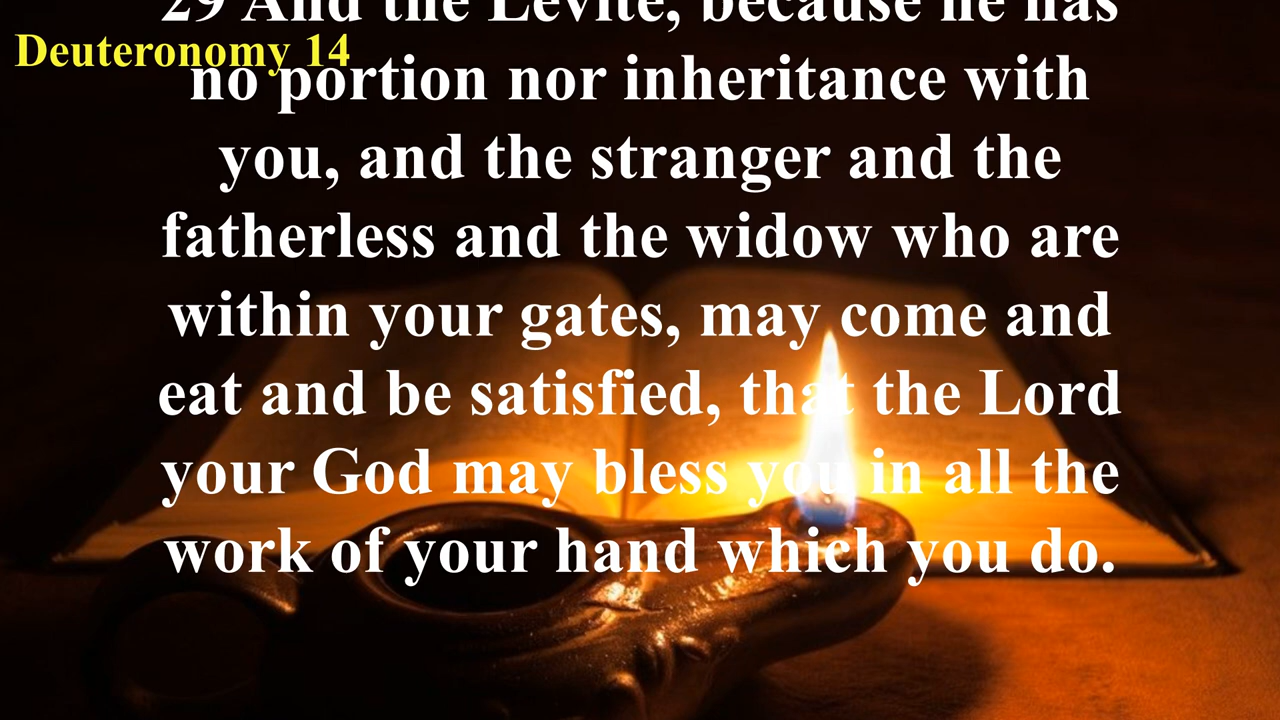 29 And the Levite, because he has
Deuteronomy 14
no portion nor inheritance with
you, and the stranger and the
fatherless and the widow who are
within your gates, may come and
eat and be satisfied, that the Lord
your God may bless you in all the
work of your hand which you do.